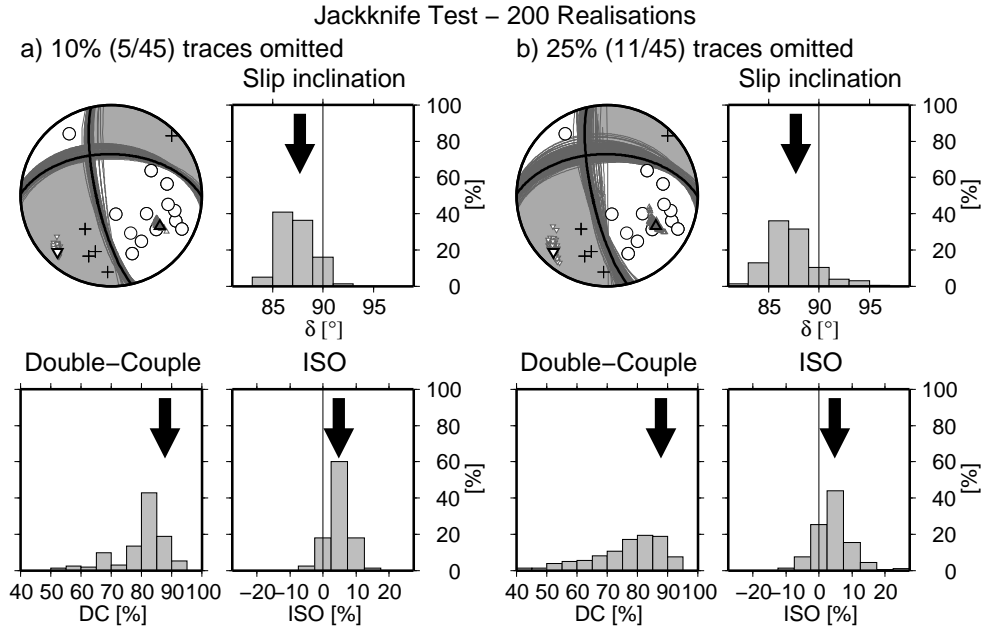 Jackknife Test − 200 Realisations
a) 10% (5/45) traces omitted
b) 25% (11/45) traces omitted
Slip inclination
0
20
40
60
80
100
[%]
85 90 95
δ [°]
Slip inclination
0
20
40
60
80
100
[%]
85 90 95
δ [°]
Double−Couple
40 50 60 70 80 90 100
DC [%]
ISO
0
20
40
60
80
100
[%]
−20 −10 0 10 20
ISO [%]
Double−Couple
40 50 60 70 80 90 100
DC [%]
ISO
0
20
40
60
80
100
[%]
−20 −10 0 10 20
ISO [%]